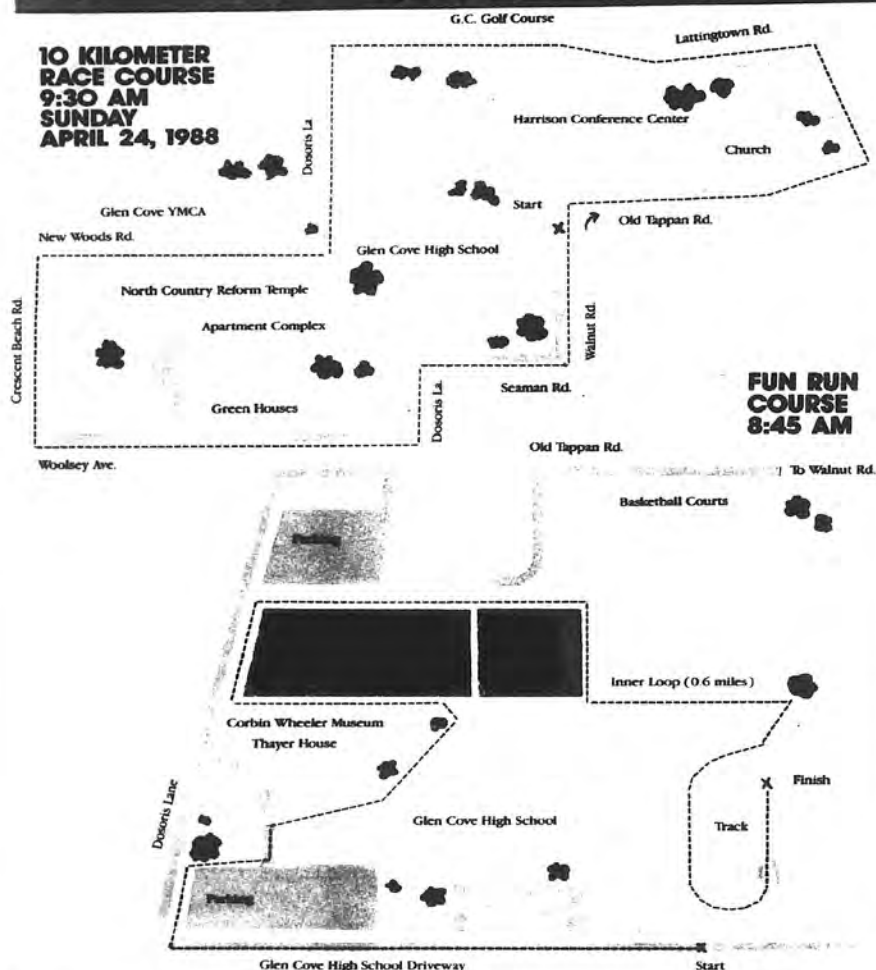 G.C. Golf Course
Lattingtown Rd.
10 KILOMETER
RACE COURSE
9:30 AM
SUNDAY
APRIL 24, 1988
Dosoris La
Harrison Conference Center
Church
Glen Cove YMCA
Start
Old Tappan Rd.
New Woods Rd.
Glen Cove High School
North Country Reform Temple
Crescent Beach Rd.
Apartment Complex
Walnut Rd.
Seaman Rd.
Dosoris La.
Green Houses
FUN RUN
COURSE
8:45 AM
Woolsey Ave.
Old Tappan Rd.
To Walnut Rd.
Basketball Courts
Parking
Inner Loop (0.6 miles)
Corbin Wheeler Museum
Thayer House
Finish
Dosoris Lane
Glen Cove High School
Track
Parking
Glen Cove High School Driveway
Start